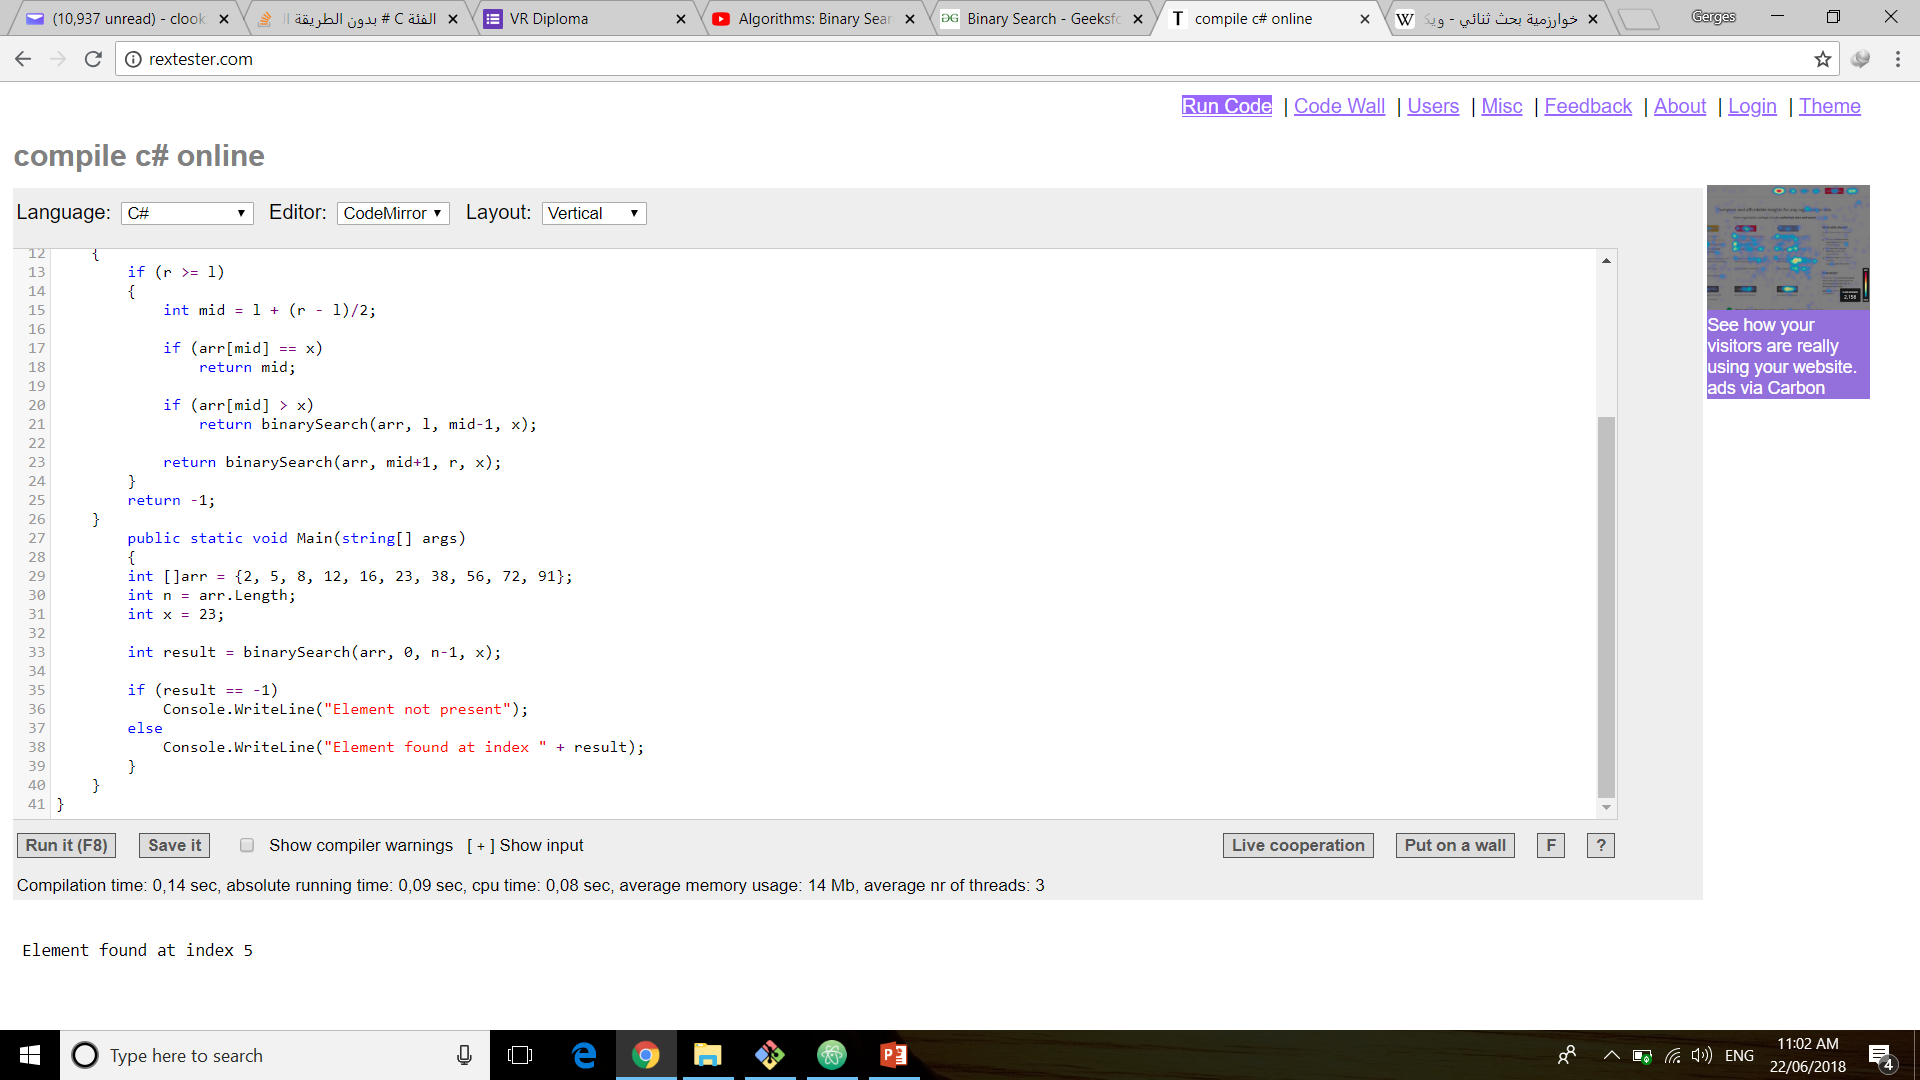 (10,937 unread) - clook
الفئة C # بدون الطريقة ال
VR Diploma
Algorithms: Binary Sear
Binary Search - Geeksfo
compile c# online
خوارزمية بحث ثنائي - ويك
Gerges
rextester.com
Run Code | Code Wall | Users | Misc | Feedback | About | Login | Theme
compile c# online
Language: C# Editor: CodeMirror Layout: Vertical
12 {
13 if (r >= l)
14 {
15 int mid = l + (r - l)/2;
16
17 if (arr[mid] == x)
18 return mid;
19
20 if (arr[mid] > x)
21 return binarySearch(arr, l, mid-1, x);
22
23 return binarySearch(arr, mid+1, r, x);
24 }
25 return -1;
26 }
27 public static void Main(string[] args)
28 {
29 int []arr = {2, 5, 8, 12, 16, 23, 38, 56, 72, 91};
30 int n = arr.Length;
31 int x = 23;
32
33 int result = binarySearch(arr, 0, n-1, x);
34
35 if (result == -1)
36 Console.WriteLine("Element not present");
37 else
38 Console.WriteLine("Element found at index " + result);
39 }
40 }
41 }
See how your
visitors are really
using your website.
ads via Carbon
Run it (F8) Save it Show compiler warnings [ + ] Show input Live cooperation Put on a wall F ?
Compilation time: 0,14 sec, absolute running time: 0,09 sec, cpu time: 0,08 sec, average memory usage: 14 Mb, average nr of threads: 3
Element found at index 5
Type here to search
ENG
11:02 AM
22/06/2018
4